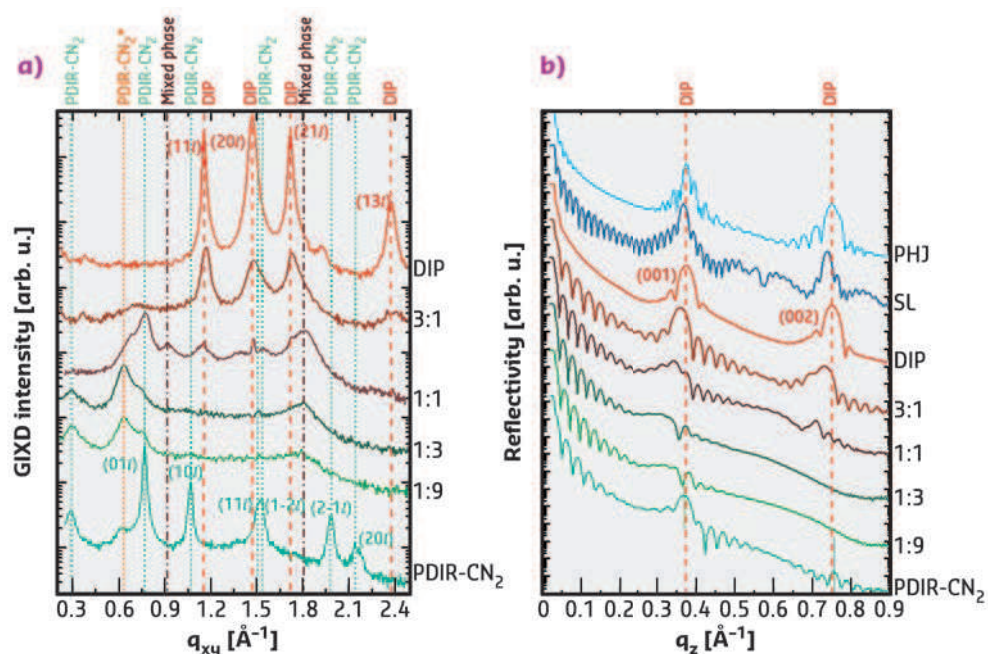 a)
PDIR-CN2
PDIR-CN2*
PDIR-CN2
Mixed phase
PDIR-CN2
DIP
DIP
PDIR-CN2
DIP
Mixed phase
PDIR-CN2
PDIR-CN2
DIP
(11l)
(20l)
(21l)
(13l)
DIP
3:1
1:1
1:3
1:9
PDIR-CN2
(01l)
(10l)
(11l)
(1-2l)
(2-1l)
(20l)
GIXD intensity [arb. u.]
0.3 0.6 0.9 1.2 1.5 1.8 2.1 2.4
qxy [Å⁻¹]
b)
DIP
DIP
(001)
(002)
PHJ
SL
DIP
3:1
1:1
1:3
1:9
PDIR-CN2
Reflectivity [arb. u.]
0 0.1 0.2 0.3 0.4 0.5 0.6 0.7 0.8 0.9
qz [Å⁻¹]